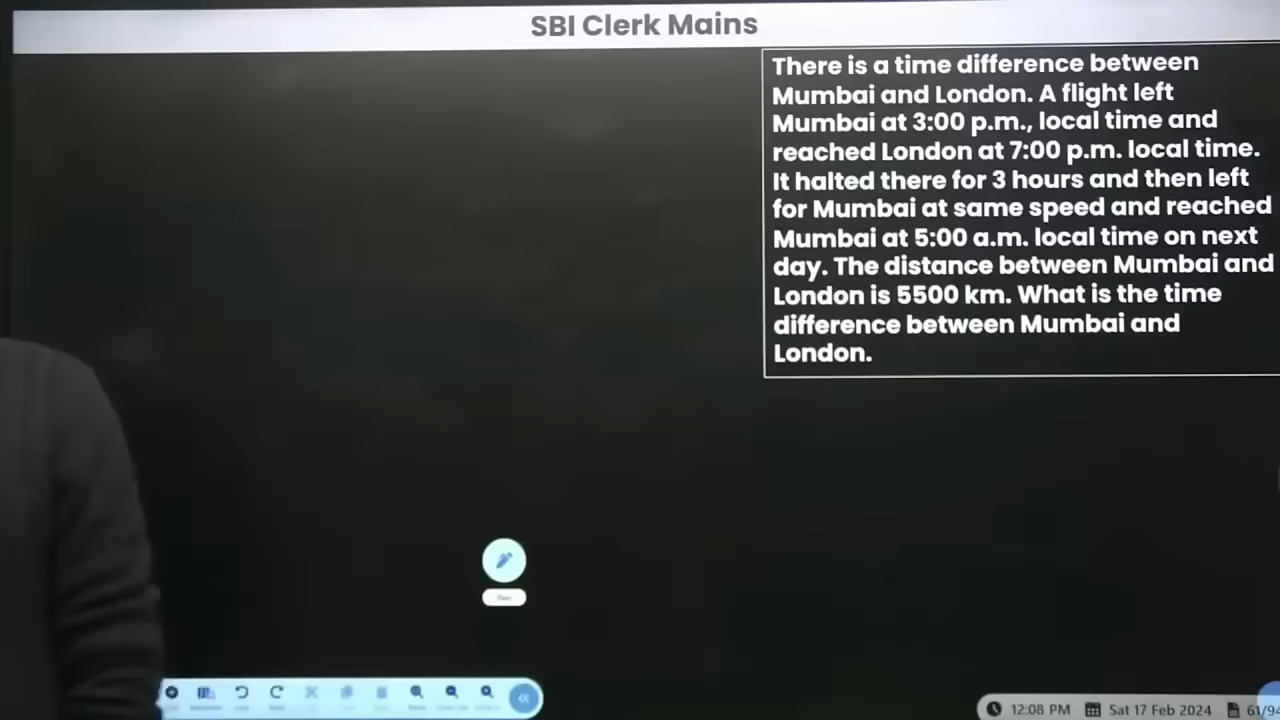 SBI Clerk Mains
There is a time difference between
Mumbai and London. A flight left
Mumbai at 3:00 p.m., local time and
reached London at 7:00 p.m. local time.
It halted there for 3 hours and then left
for Mumbai at same speed and reached
Mumbai at 5:00 a.m. local time on next
day. The distance between Mumbai and
London is 5500 km. What is the time
difference between Mumbai and
London.
12:08 PM Sat 17 Feb 2024 61/94